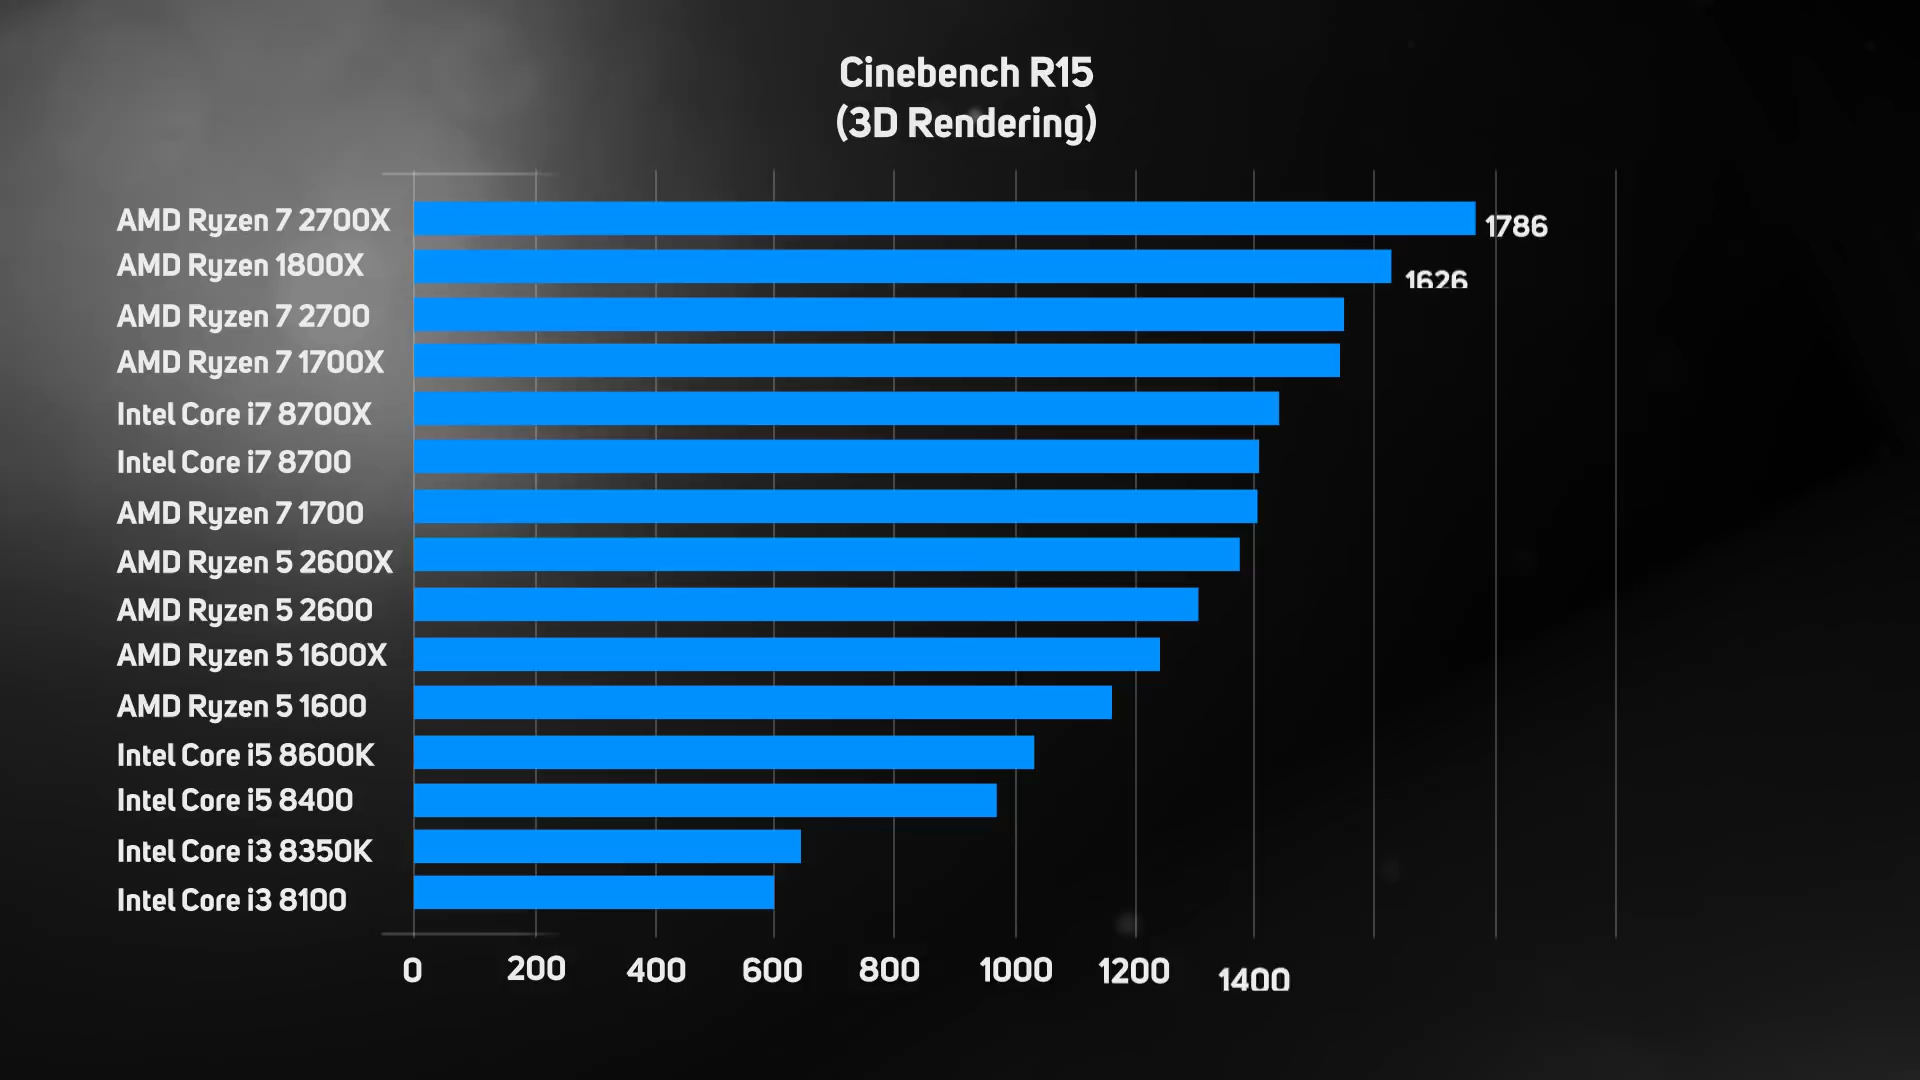 Cinebench R15
(3D Rendering)
AMD Ryzen 7 2700X 1786
AMD Ryzen 1800X 1626
AMD Ryzen 7 2700
AMD Ryzen 7 1700X
Intel Core i7 8700X
Intel Core i7 8700
AMD Ryzen 7 1700
AMD Ryzen 5 2600X
AMD Ryzen 5 2600
AMD Ryzen 5 1600X
AMD Ryzen 5 1600
Intel Core i5 8600K
Intel Core i5 8400
Intel Core i3 8350K
Intel Core i3 8100
0 200 400 600 800 1000 1200 1400